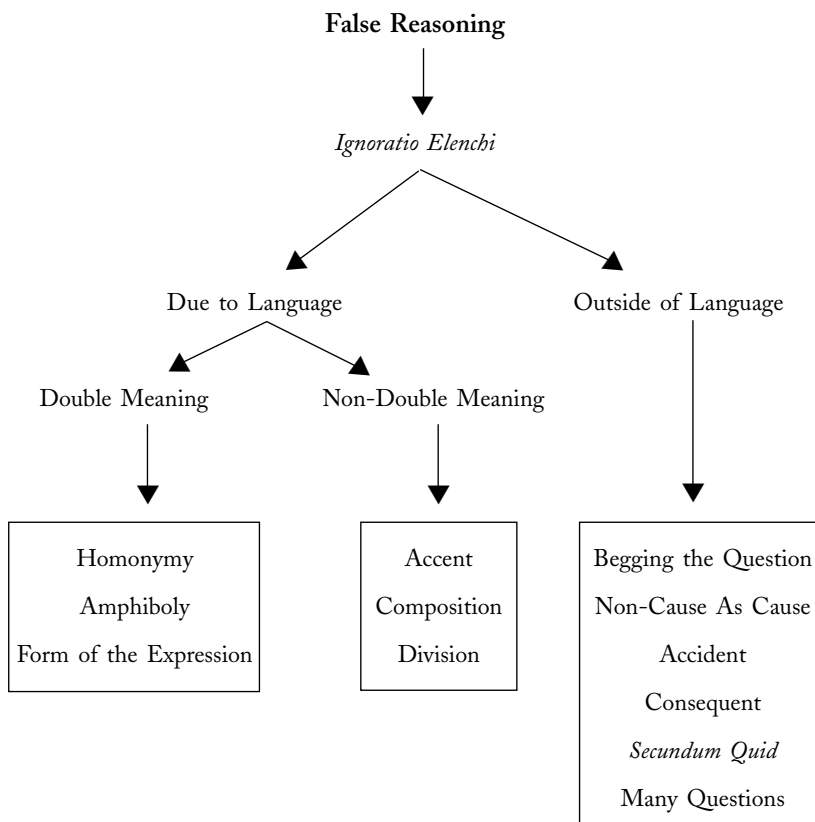 False Reasoning
Ignoratio Elenchi
Due to Language
Outside of Language
Double Meaning
Non-Double Meaning
Homonymy
Amphiboly
Form of the Expression
Accent
Composition
Division
Begging the Question
Non-Cause As Cause
Accident
Consequent
Secundum Quid
Many Questions